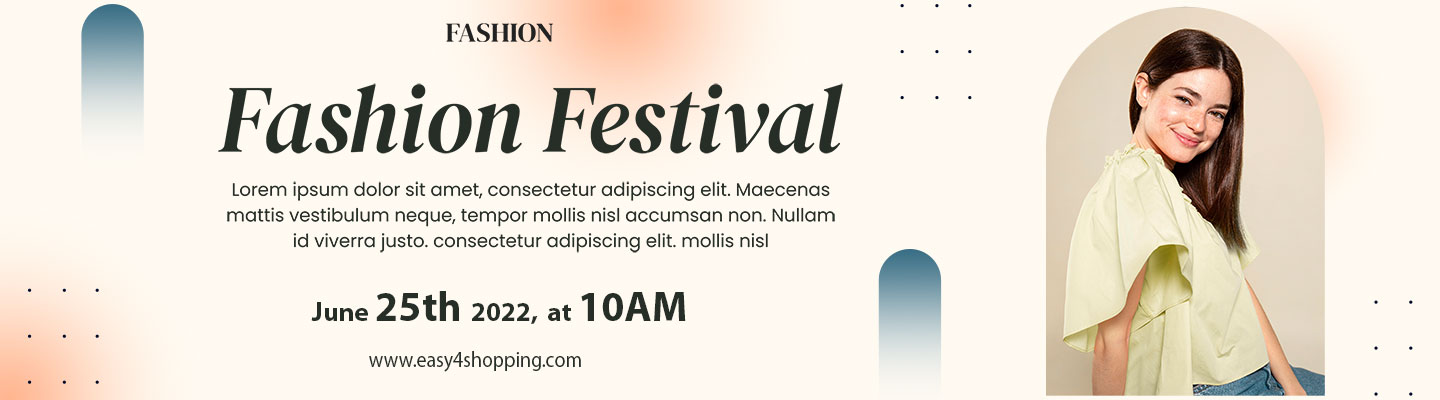 FASHION
Fashion Festival
Lorem ipsum dolor sit amet, consectetur adipiscing elit. Maecenas
mattis vestibulum neque, tempor mollis nisl accumsan non. Nullam
id viverra justo. consectetur adipiscing elit. mollis nisl
June 25th 2022, at 10AM
www.easy4shopping.com